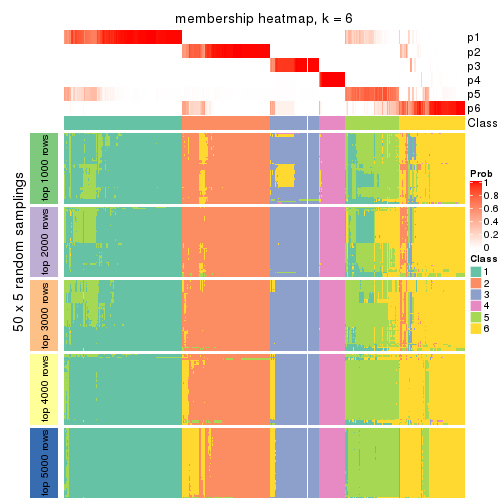 membership heatmap, k = 6
p1
p2
p3
p4
p5
p6
Class
50 x 5 random samplings
top 1000 rows
top 2000 rows
top 3000 rows
top 4000 rows
top 5000 rows
Prob
1
0.8
0.6
0.4
0.2
0
Class
1
2
3
4
5
6